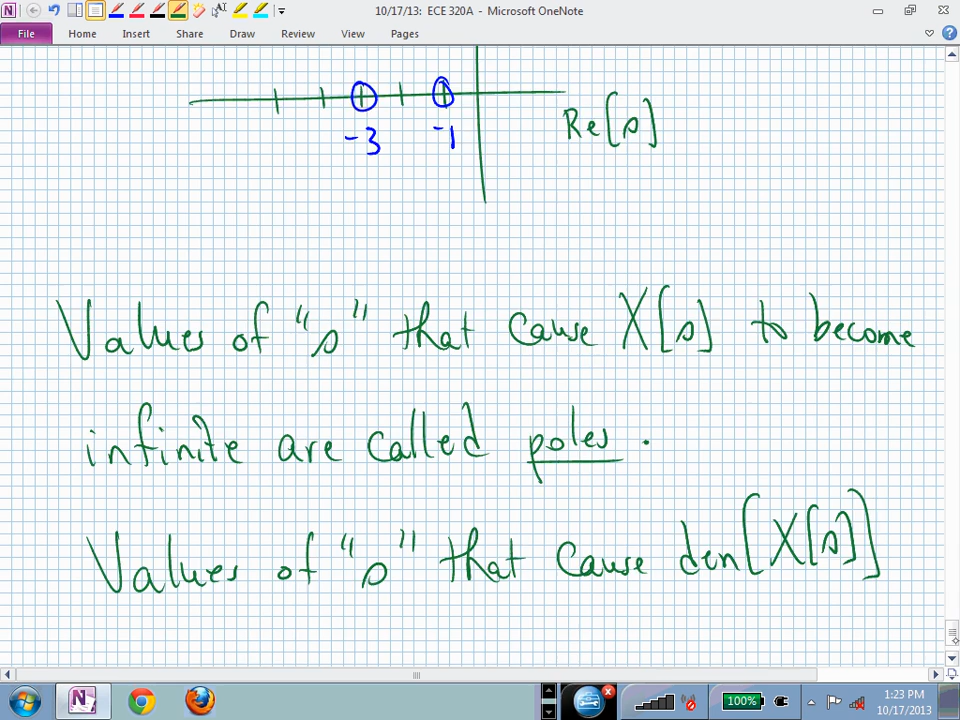 10/17/13: ECE 320A - Microsoft OneNote
File Home Insert Share Draw Review View Pages
-3 -1 Re[s]
Values of "s" that cause X[s] to become
infinite are called poles.
Values of "s" that cause den[X[s]]
100% 1:23 PM
10/17/2013